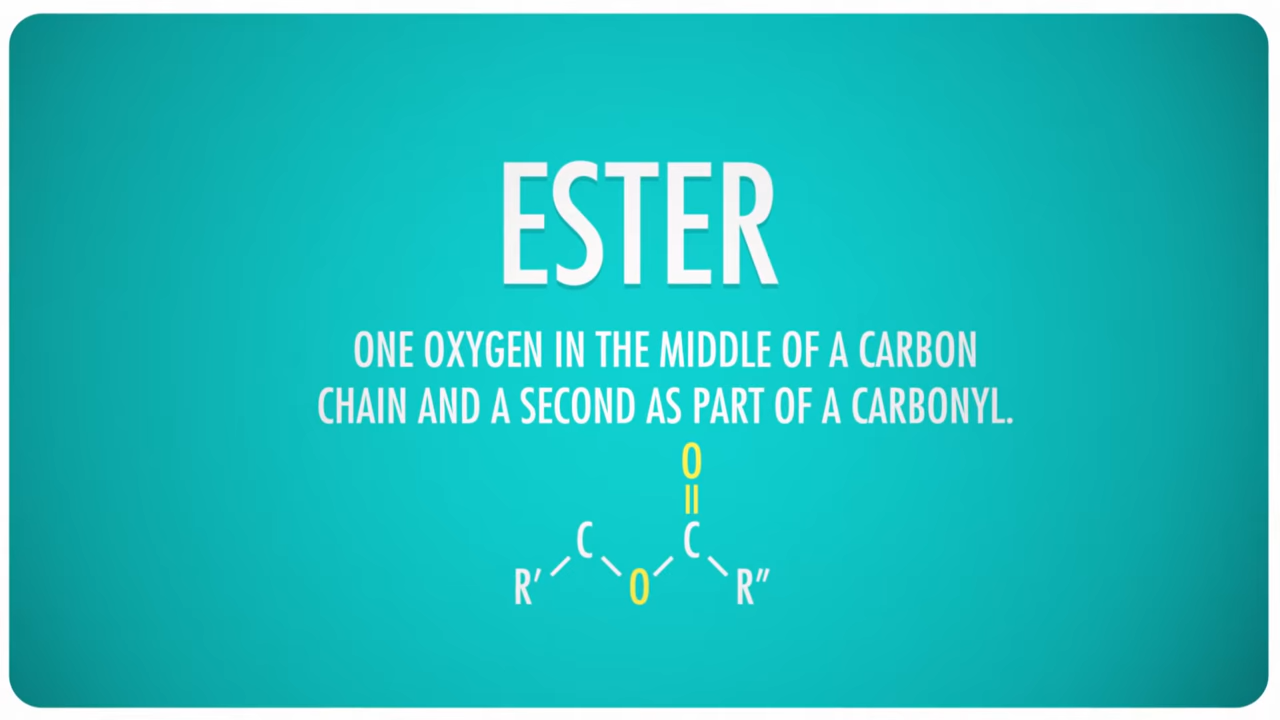 ESTER
ONE OXYGEN IN THE MIDDLE OF A CARBON
CHAIN AND A SECOND AS PART OF A CARBONYL.
O
C C
R′ O R″